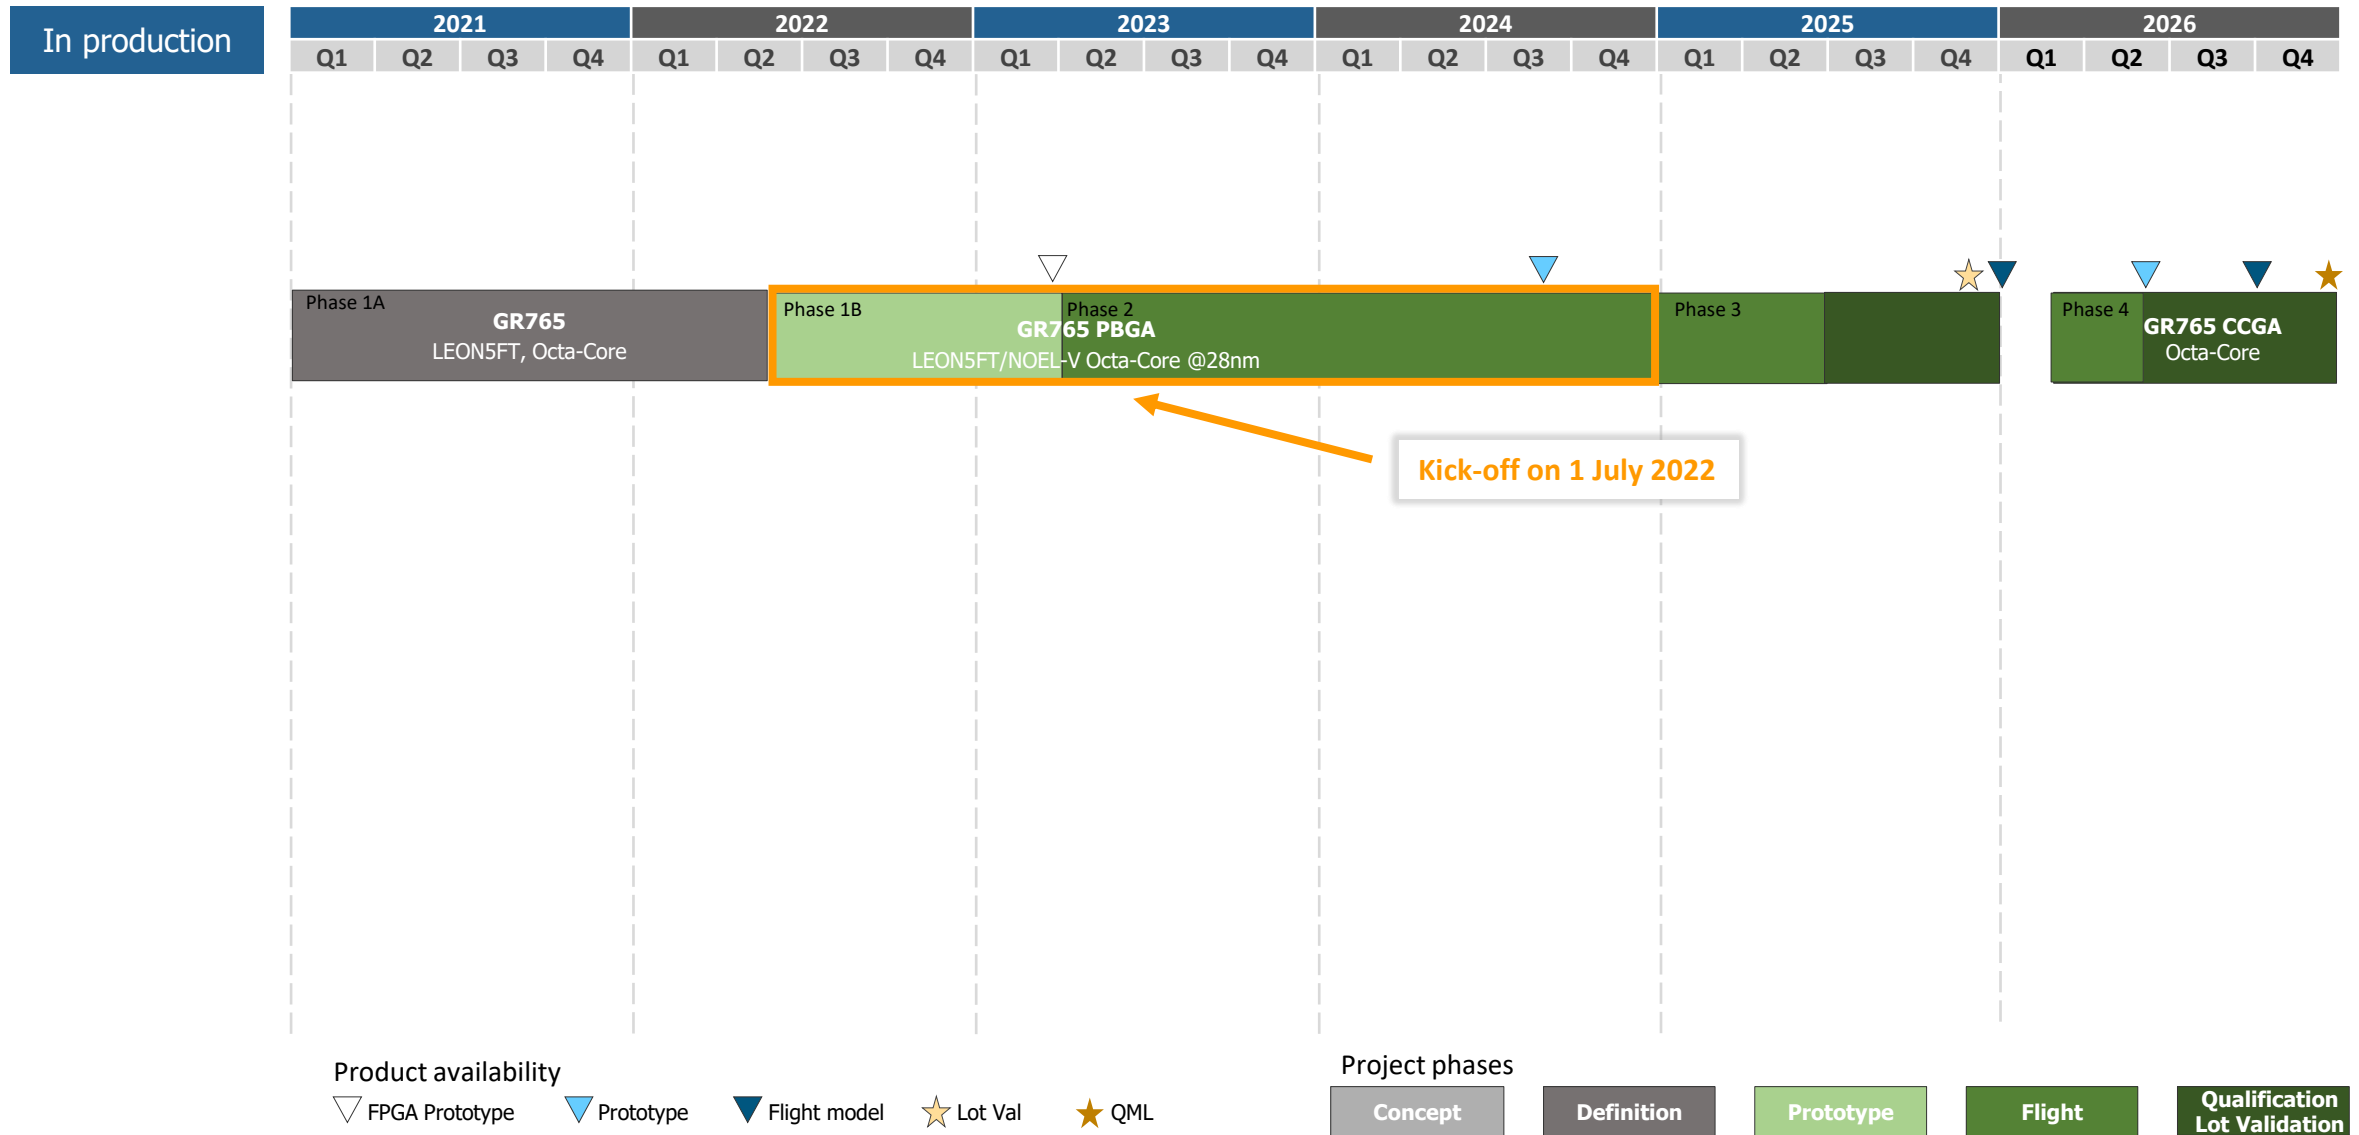 In production
2021 2022 2023 2024 2025 2026
Q1 Q2 Q3 Q4 Q1 Q2 Q3 Q4 Q1 Q2 Q3 Q4 Q1 Q2 Q3 Q4 Q1 Q2 Q3 Q4 Q1 Q2 Q3 Q4
Phase 1A
GR765
LEON5FT, Octa-Core
Phase 1B
Phase 2
GR765 PBGA
LEON5FT/NOEL-V Octa-Core @28nm
Phase 3
Phase 4
GR765 CCGA
Octa-Core
Kick-off on 1 July 2022
Product availability
FPGA Prototype
Prototype
Flight model
Lot Val
QML
Project phases
Concept
Definition
Prototype
Flight
Qualification
Lot Validation